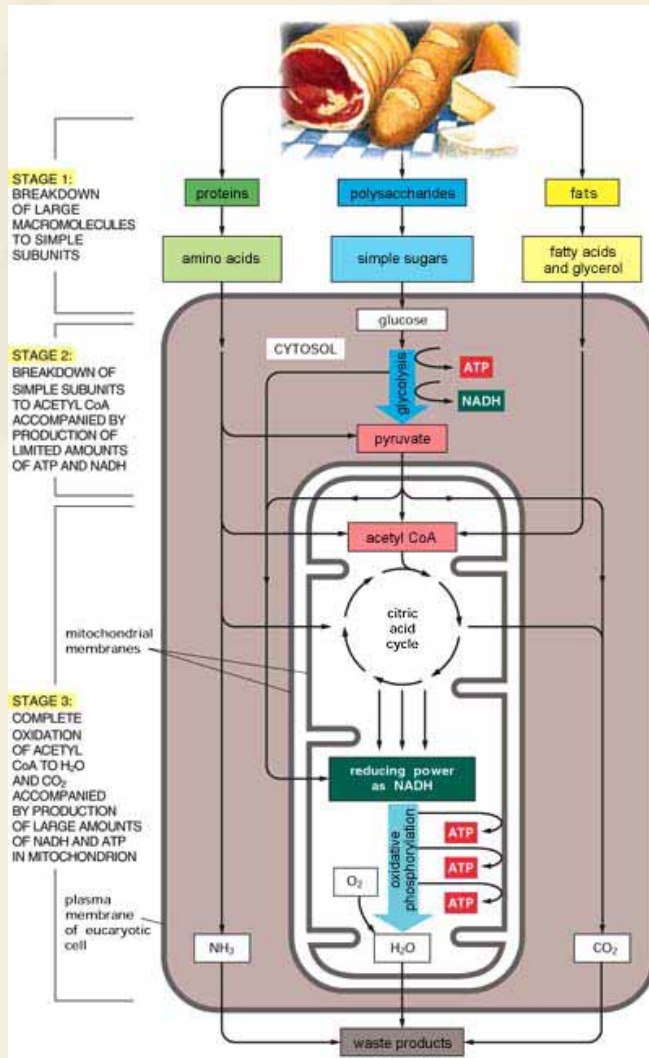 STAGE 1:
BREAKDOWN
OF LARGE
MACROMOLECULES
TO SIMPLE
SUBUNITS
proteins
polysaccharides
fats
amino acids
simple sugars
fatty acids
and glycerol
STAGE 2:
BREAKDOWN OF
SIMPLE SUBUNITS
TO ACETYL CoA
ACCOMPANIED BY
PRODUCTION OF
LIMITED AMOUNTS
OF ATP AND NADH
glucose
CYTOSOL
glycolysis
ATP
NADH
pyruvate
acetyl CoA
citric
acid
cycle
mitochondrial
membranes
STAGE 3:
COMPLETE
OXIDATION
OF ACETYL
CoA TO H₂O
AND CO₂
ACCOMPANIED
BY PRODUCTION
OF LARGE AMOUNTS
OF NADH AND ATP
IN MITOCHONDRION
reducing power
as NADH
oxidative
phosphorylation
ATP
ATP
ATP
O₂
plasma
membrane
of eucaryotic
cell
NH₃
H₂O
CO₂
waste products